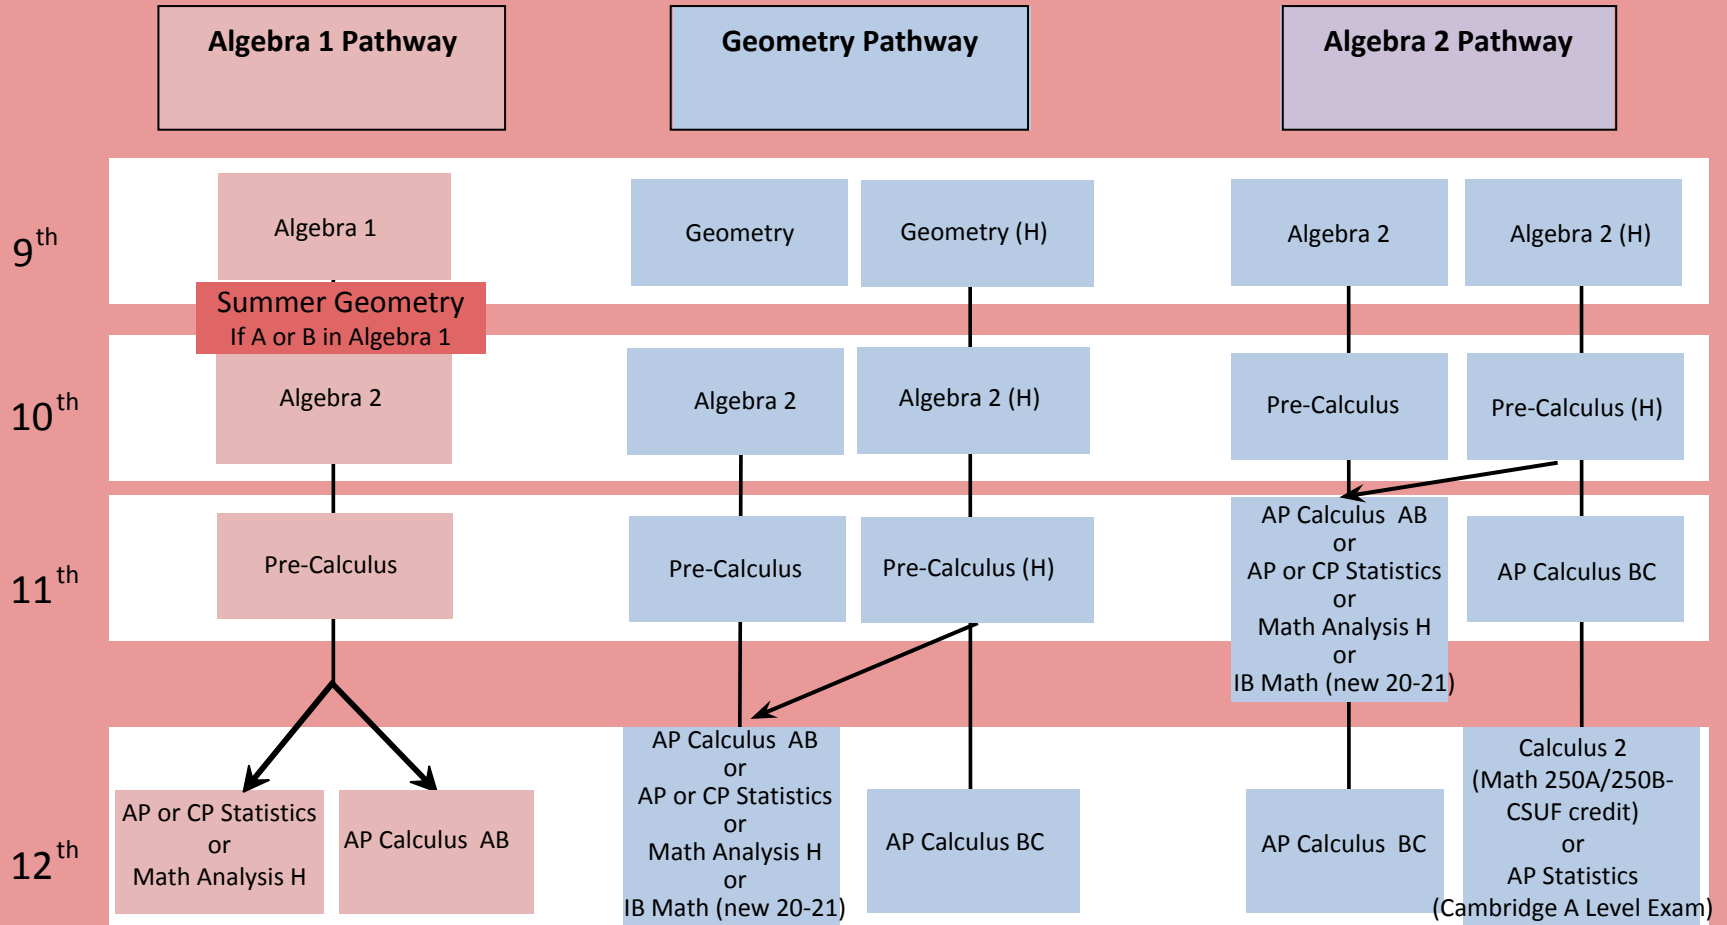 Algebra 1 Pathway
Geometry Pathway
Algebra 2 Pathway
9th
Algebra 1
Geometry
Geometry (H)
Algebra 2
Algebra 2 (H)
Summer Geometry
If A or B in Algebra 1
10th
Algebra 2
Algebra 2
Algebra 2 (H)
Pre-Calculus
Pre-Calculus (H)
11th
Pre-Calculus
Pre-Calculus
Pre-Calculus (H)
AP Calculus AB
or
AP or CP Statistics
or
Math Analysis H
or
IB Math (new 20-21)
AP Calculus BC
12th
AP or CP Statistics
or
Math Analysis H
AP Calculus AB
AP Calculus AB
or
AP or CP Statistics
or
Math Analysis H
or
IB Math (new 20-21)
AP Calculus BC
AP Calculus BC
Calculus 2
(Math 250A/250B-
CSUF credit)
or
AP Statistics
(Cambridge A Level Exam)